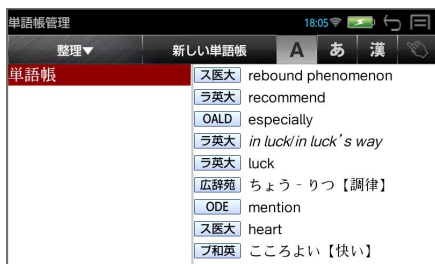 単語帳管理 18:05
整理▼ 新しい単語帳 A あ 漢
単語帳
ス医大 rebound phenomenon
ラ英大 recommend
OALD especially
ラ英大 in luck/in luck's way
ラ英大 luck
広辞苑 ちょう‐りつ【調律】
ODE mention
ス医大 heart
プ和英 こころよい【快い】